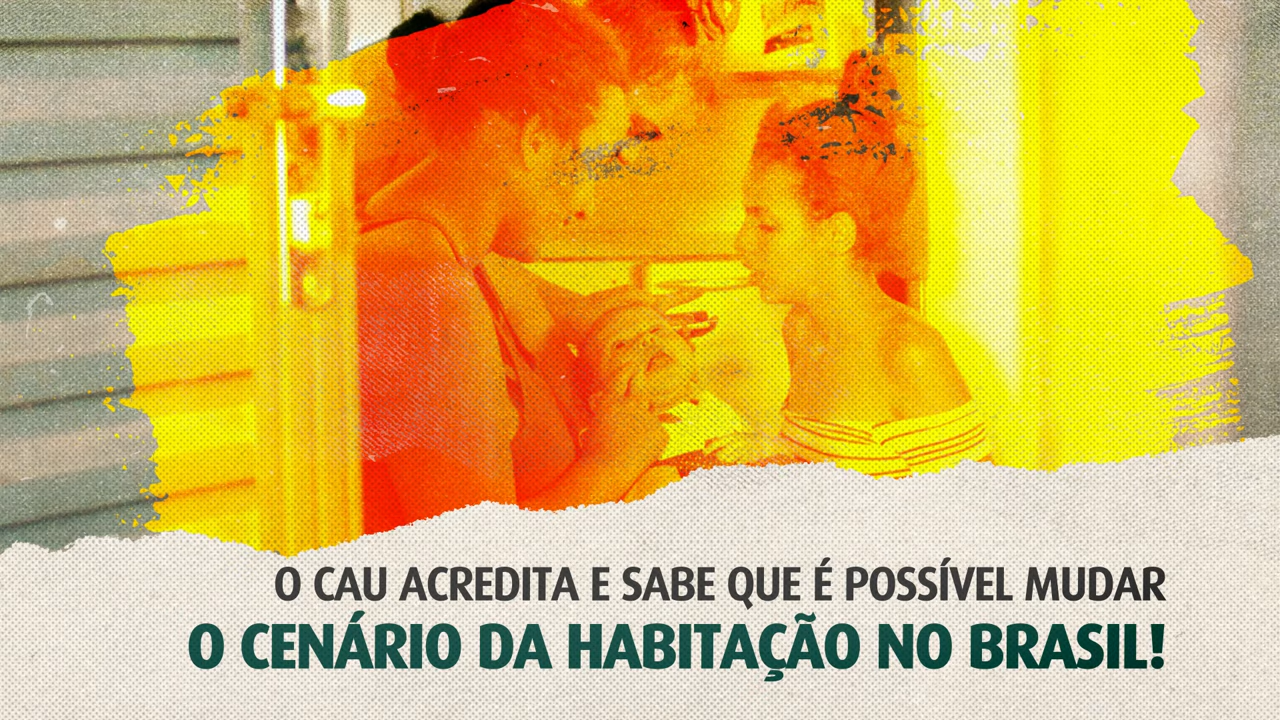 O CAU ACREDITA E SABE QUE É POSSÍVEL MUDAR
O CENÁRIO DA HABITAÇÃO NO BRASIL!